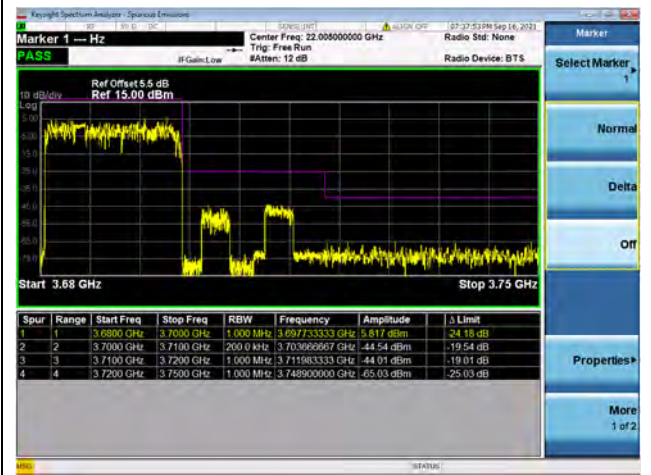 Keysight Spectrum Analyzer - Spurious Emissions
SENSE:INT
ALIGN OFF
07:37:53 PM Sep 16, 2021
Marker 1 --- Hz
Center Freq: 22.005000000 GHz
Radio Std: None
Trig: Free Run
PASS
IFGain:Low
#Atten: 12 dB
Radio Device: BTS
Ref Offset 5.5 dB
10 dB/div
Ref 15.00 dBm
Log
5.00
Start 3.68 GHz
Stop 3.75 GHz
Spur Range Start Freq Stop Freq RBW Frequency Amplitude Δ Limit
1 1 3.6800 GHz 3.7000 GHz 1.000 MHz 3.697733333 GHz 5.817 dBm -24.18 dB
2 2 3.7000 GHz 3.7100 GHz 200.0 kHz 3.703666667 GHz -44.54 dBm -19.54 dB
3 3 3.7100 GHz 3.7200 GHz 1.000 MHz 3.711983333 GHz -44.01 dBm -19.01 dB
4 4 3.7200 GHz 3.7500 GHz 1.000 MHz 3.748900000 GHz -65.03 dBm -25.03 dB
MSG
STATUS
Marker
Select Marker
1
Normal
Delta
Off
Properties
More
1 of 2